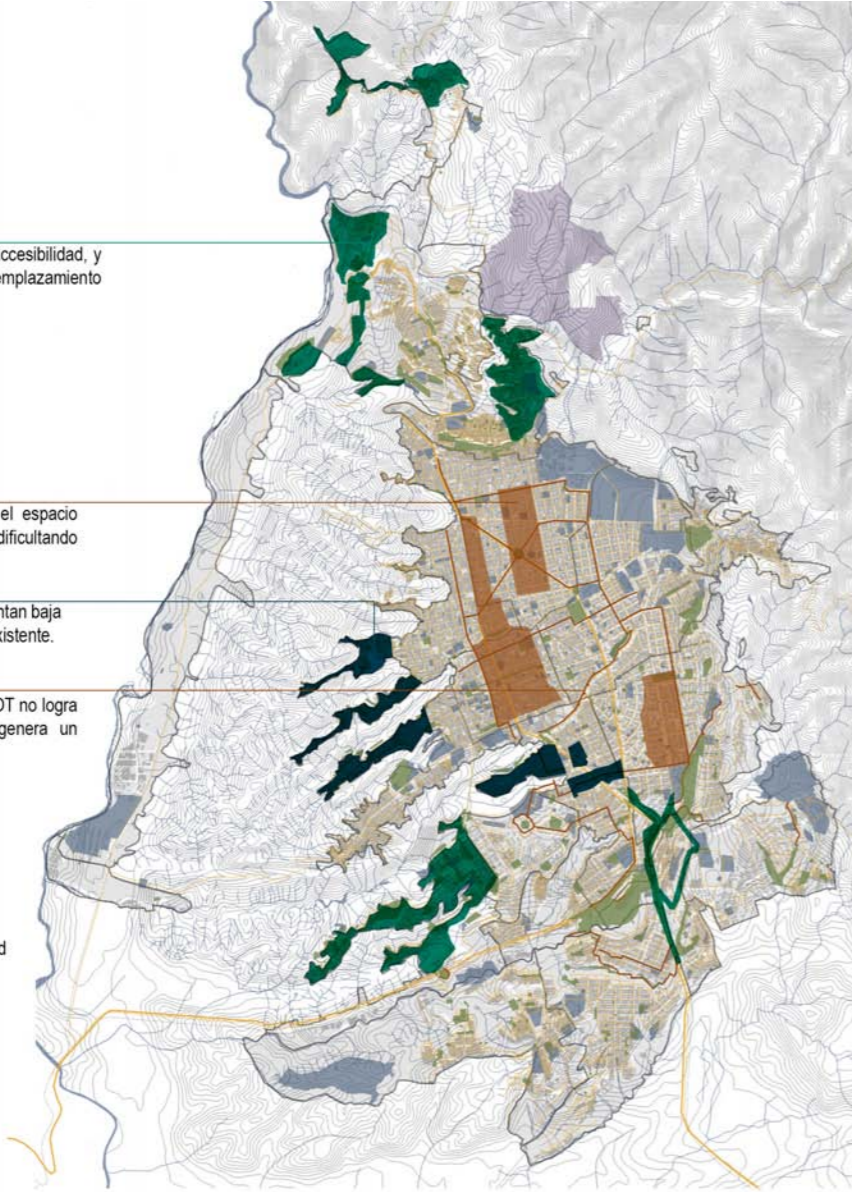 ccesibilidad, y
emplazamiento
el espacio
dificultando
ntan baja
xistente.
OT no logra
genera un
d